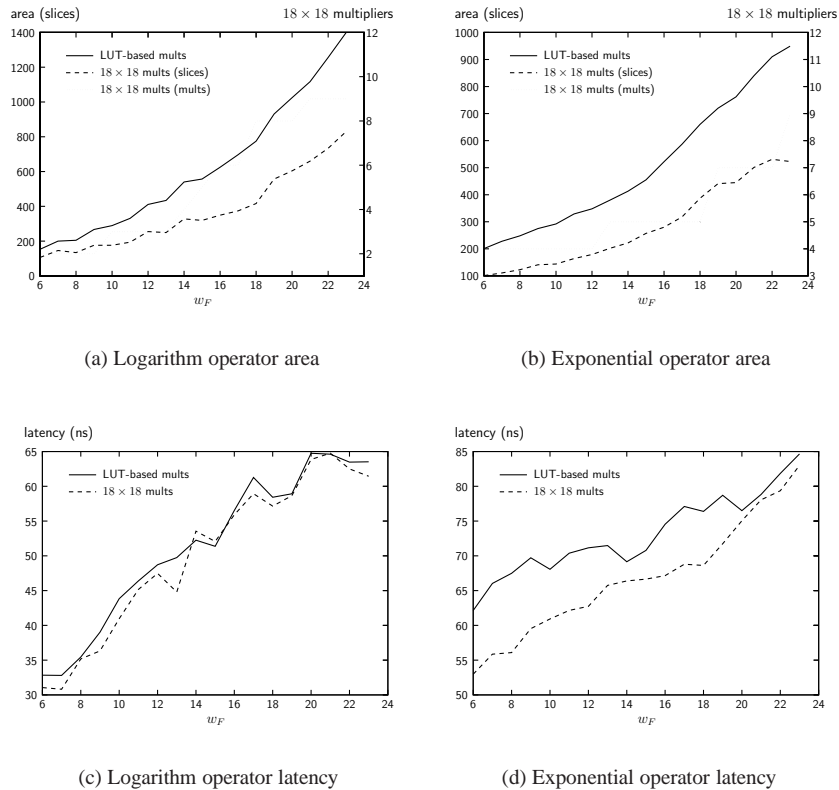 area (slices) 18 × 18 multipliers
1400 12
1200
10
1000
800 8
600 6
400 4
200 2
0
6 8 10 12 14 16 18 20 22 24
w_F
LUT-based mults
18 × 18 mults (slices)
18 × 18 mults (mults)
(a) Logarithm operator area
area (slices) 18 × 18 multipliers
1000 12
900 11
800 10
700 9
600 8
500 7
400 6
300 5
200 4
100 3
6 8 10 12 14 16 18 20 22 24
w_F
LUT-based mults
18 × 18 mults (slices)
18 × 18 mults (mults)
(b) Exponential operator area
latency (ns)
65
60
55
50
45
40
35
30
6 8 10 12 14 16 18 20 22 24
w_F
LUT-based mults
18 × 18 mults
(c) Logarithm operator latency
latency (ns)
85
80
75
70
65
60
55
50
6 8 10 12 14 16 18 20 22 24
w_F
LUT-based mults
18 × 18 mults
(d) Exponential operator latency